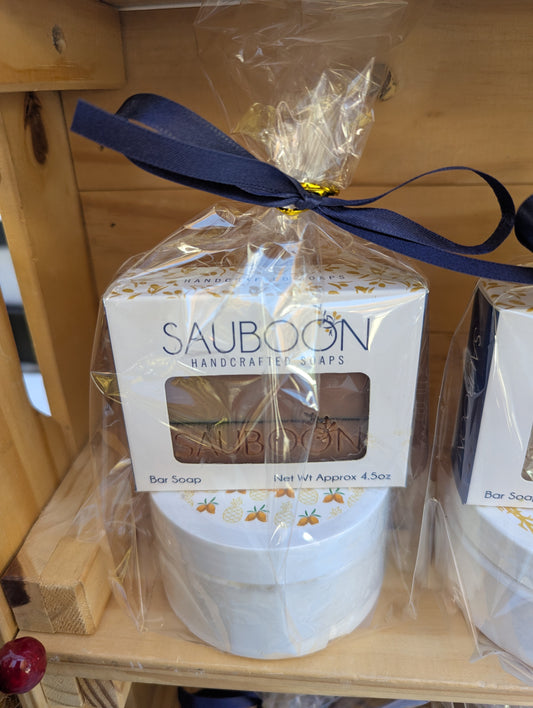 HANDCRAFTED SOAPS
SAUBOON
HANDCRAFTED SOAPS
SAUBOON
Bar Soap Net Wt Approx 4.5oz
Bar Soap